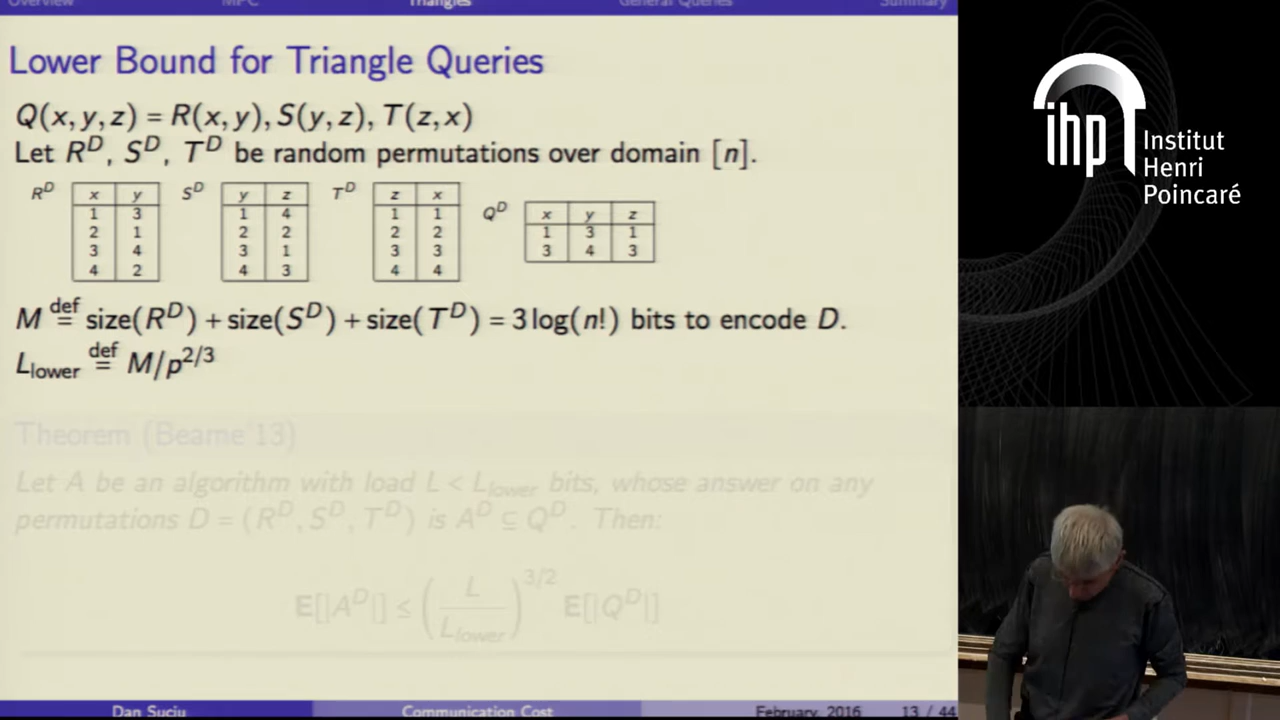 Overview MPC Triangles General Queries Summary
Lower Bound for Triangle Queries
Q(x, y, z) = R(x, y), S(y, z), T(z, x)
Let R^D, S^D, T^D be random permutations over domain [n].
R^D x y S^D y z T^D z x Q^D x y z
1 3 1 4 1 1 1 3 1
2 1 2 2 2 2 3 4 3
3 4 3 1 3 3
4 2 4 3 4 4
M def= size(R^D) + size(S^D) + size(T^D) = 3 log(n!) bits to encode D.
L_lower def= M/p^{2/3}
Theorem (Beame'13)
Let A be an algorithm with load L < L_lower bits, whose answer on any
permutations D = (R^D, S^D, T^D) is A^D ⊆ Q^D. Then:
E[|A^D|] ≤ (L / L_lower)^{3/2} E[|Q^D|]
Dan Suciu Communication Cost February, 2016 13 / 44
ihp Institut
Henri
Poincaré